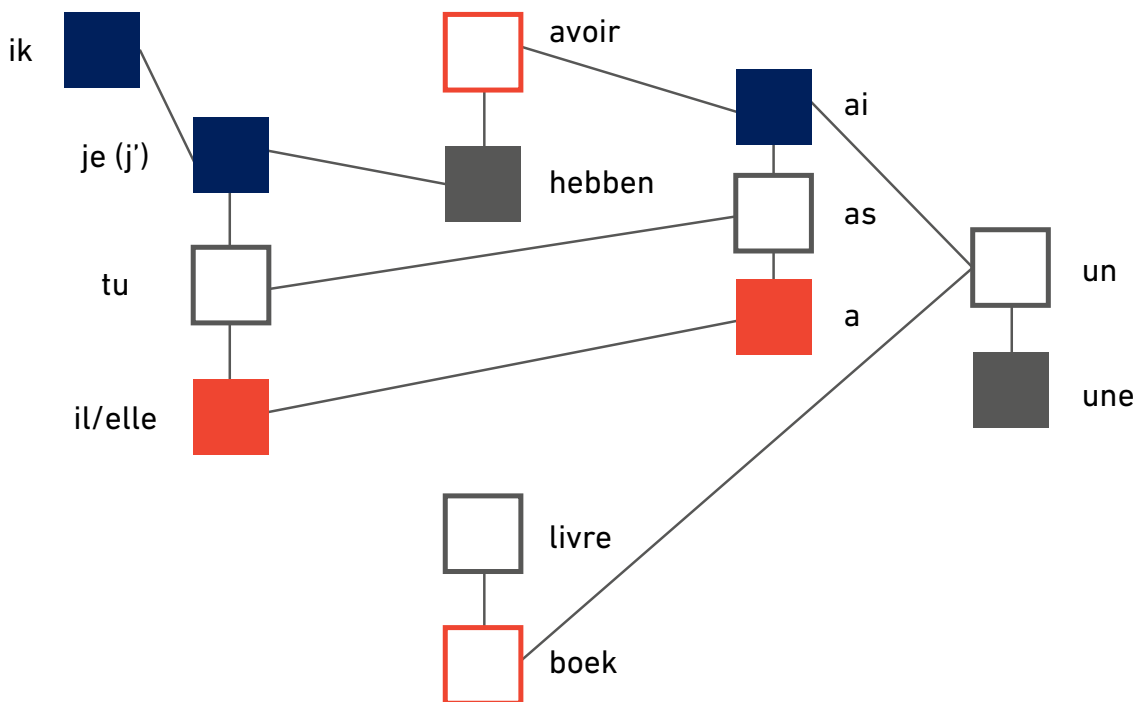 ik
je (j')
tu
il/elle
avoir
hebben
livre
boek
ai
as
a
un
une